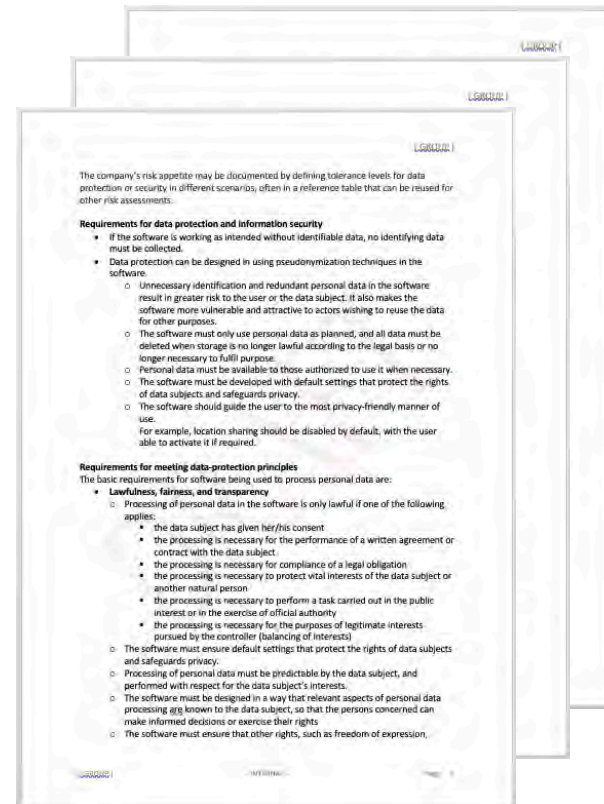 [GROUP]
[GROUP]
[GROUP]
The company's risk appetite may be documented by defining tolerance levels for data
protection or security in different scenarios, often in a reference table that can be reused for
other risk assessments.
Requirements for data protection and information security
• If the software is working as intended without identifiable data, no identifying data
must be collected.
• Data protection can be designed in using pseudonymization techniques in the
software.
o Unnecessary identification and redundant personal data in the software
result in greater risk to the user or the data subject. It also makes the
software more vulnerable and attractive to actors wishing to reuse the data
for other purposes.
o The software must only use personal data as planned, and all data must be
deleted when storage is no longer lawful according to the legal basis or no
longer necessary to fulfil purpose.
o Personal data must be available to those authorized to use it when necessary.
o The software must be developed with default settings that protect the rights
of data subjects and safeguards privacy.
o The software should guide the user to the most privacy-friendly manner of
use.
For example, location sharing should be disabled by default, with the user
able to activate it if required.
Requirements for meeting data-protection principles
The basic requirements for software being used to process personal data are:
• Lawfulness, fairness, and transparency
o Processing of personal data in the software is only lawful if one of the following
applies:
▪ the data subject has given her/his consent
▪ the processing is necessary for the performance of a written agreement or
contract with the data subject
▪ the processing is necessary for compliance of a legal obligation
▪ the processing is necessary to protect vital interests of the data subject or
another natural person
▪ the processing is necessary to perform a task carried out in the public
interest or in the exercise of official authority
▪ the processing is necessary for the purposes of legitimate interests
pursued by the controller (balancing of interests)
o The software must ensure default settings that protect the rights of data subjects
and safeguards privacy.
o Processing of personal data must be predictable by the data subject, and
performed with respect for the data subject's interests.
o The software must be designed in a way that relevant aspects of personal data
processing are known to the data subject, so that the persons concerned can
make informed decisions or exercise their rights
o The software must ensure that other rights, such as freedom of expression,
[GROUP]
- INTERNAL -
Page